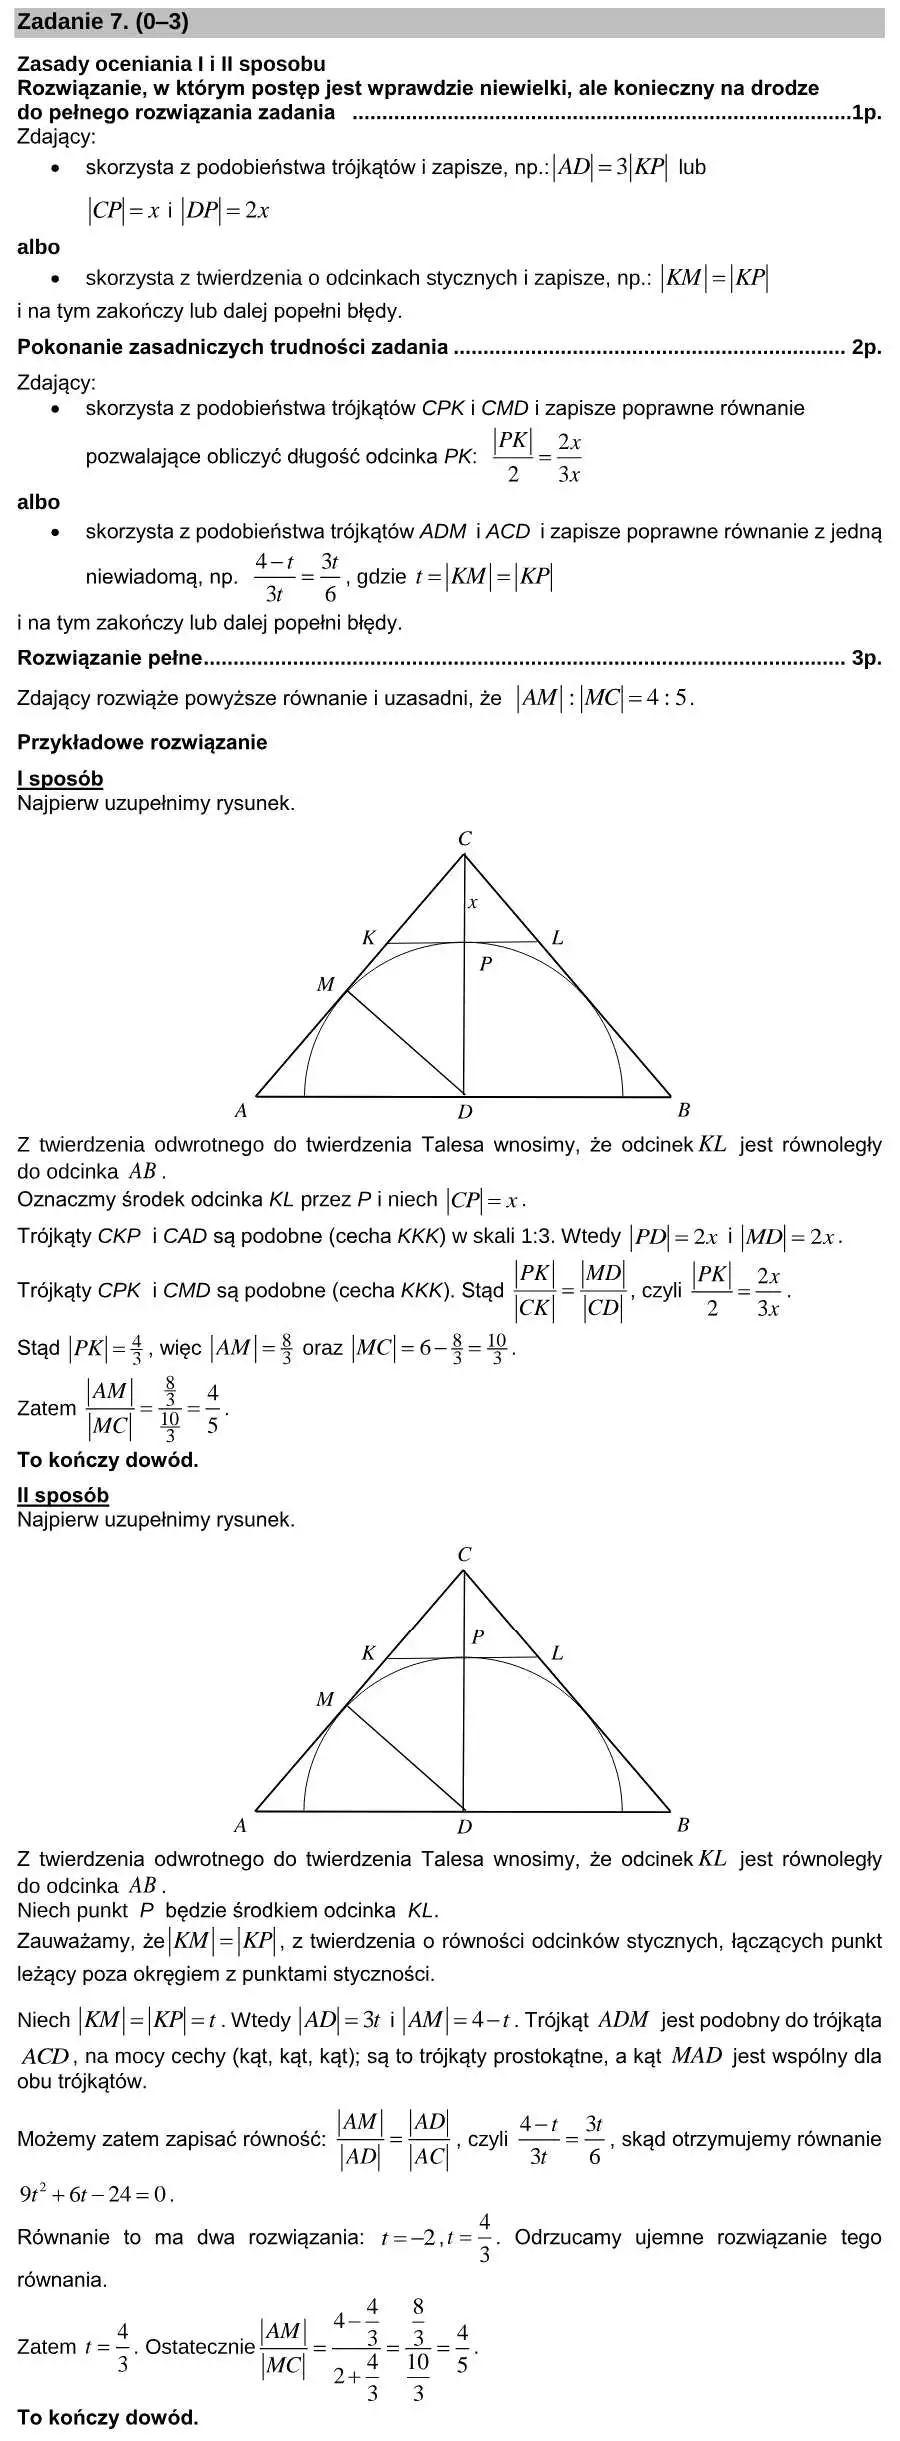 Zadanie 7. (0–3)
Zasady oceniania I i II sposobu
Rozwiązanie, w którym postęp jest wprawdzie niewielki, ale konieczny na drodze
do pełnego rozwiązania zadania ....................................................................................1p.
Zdający:
• skorzysta z podobieństwa trójkątów i zapisze, np.: |AD| = 3|KP| lub
|CP| = x i |DP| = 2x
albo
• skorzysta z twierdzenia o odcinkach stycznych i zapisze, np.: |KM| = |KP|
i na tym zakończy lub dalej popełni błędy.
Pokonanie zasadniczych trudności zadania .................................................................. 2p.
Zdający:
• skorzysta z podobieństwa trójkątów CPK i CMD i zapisze poprawne równanie
pozwalające obliczyć długość odcinka PK: |PK|/2 = 2x/3x
albo
• skorzysta z podobieństwa trójkątów ADM i ACD i zapisze poprawne równanie z jedną
niewiadomą, np. (4−t)/3t = 3t/6 , gdzie t = |KM| = |KP|
i na tym zakończy lub dalej popełni błędy.
Rozwiązanie pełne............................................................................................................ 3p.
Zdający rozwiąże powyższe równanie i uzasadni, że |AM| : |MC| = 4 : 5.
Przykładowe rozwiązanie
I sposób
Najpierw uzupełnimy rysunek.
C
x
K
L
P
M
A
D
B
Z twierdzenia odwrotnego do twierdzenia Talesa wnosimy, że odcinek KL jest równoległy
do odcinka AB .
Oznaczmy środek odcinka KL przez P i niech |CP| = x .
Trójkąty CKP i CAD są podobne (cecha KKK) w skali 1:3. Wtedy |PD| = 2x i |MD| = 2x .
Trójkąty CPK i CMD są podobne (cecha KKK). Stąd |PK|/|CK| = |MD|/|CD| , czyli |PK|/2 = 2x/3x .
Stąd |PK| = 4/3 , więc |AM| = 8/3 oraz |MC| = 6 − 8/3 = 10/3 .
Zatem |AM|/|MC| = (8/3)/(10/3) = 4/5 .
To kończy dowód.
II sposób
Najpierw uzupełnimy rysunek.
C
P
K
L
M
A
D
B
Z twierdzenia odwrotnego do twierdzenia Talesa wnosimy, że odcinek KL jest równoległy
do odcinka AB .
Niech punkt P będzie środkiem odcinka KL.
Zauważamy, że |KM| = |KP| , z twierdzenia o równości odcinków stycznych, łączących punkt
leżący poza okręgiem z punktami styczności.
Niech |KM| = |KP| = t . Wtedy |AD| = 3t i |AM| = 4 − t . Trójkąt ADM jest podobny do trójkąta
ACD , na mocy cechy (kąt, kąt, kąt); są to trójkąty prostokątne, a kąt MAD jest wspólny dla
obu trójkątów.
Możemy zatem zapisać równość: |AM|/|AD| = |AD|/|AC| , czyli (4−t)/3t = 3t/6 , skąd otrzymujemy równanie
9t² + 6t − 24 = 0 .
Równanie to ma dwa rozwiązania: t = −2 , t = 4/3 . Odrzucamy ujemne rozwiązanie tego
równania.
Zatem t = 4/3 . Ostatecznie |AM|/|MC| = (4 − 4/3)/(2 + 4/3) = (8/3)/(10/3) = 4/5 .
To kończy dowód.